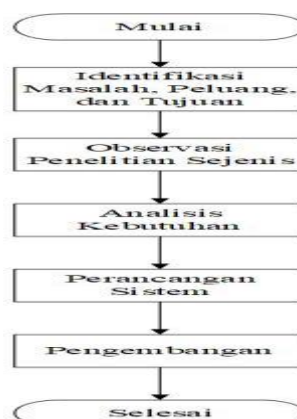 Mulai
Identifikasi
Masalah, Peluang,
dan Tujuan
Observasi
Penelitian Sejenis
Analisis
Kebutuhan
Perancangan
Sistem
Pengembangan
Selesai